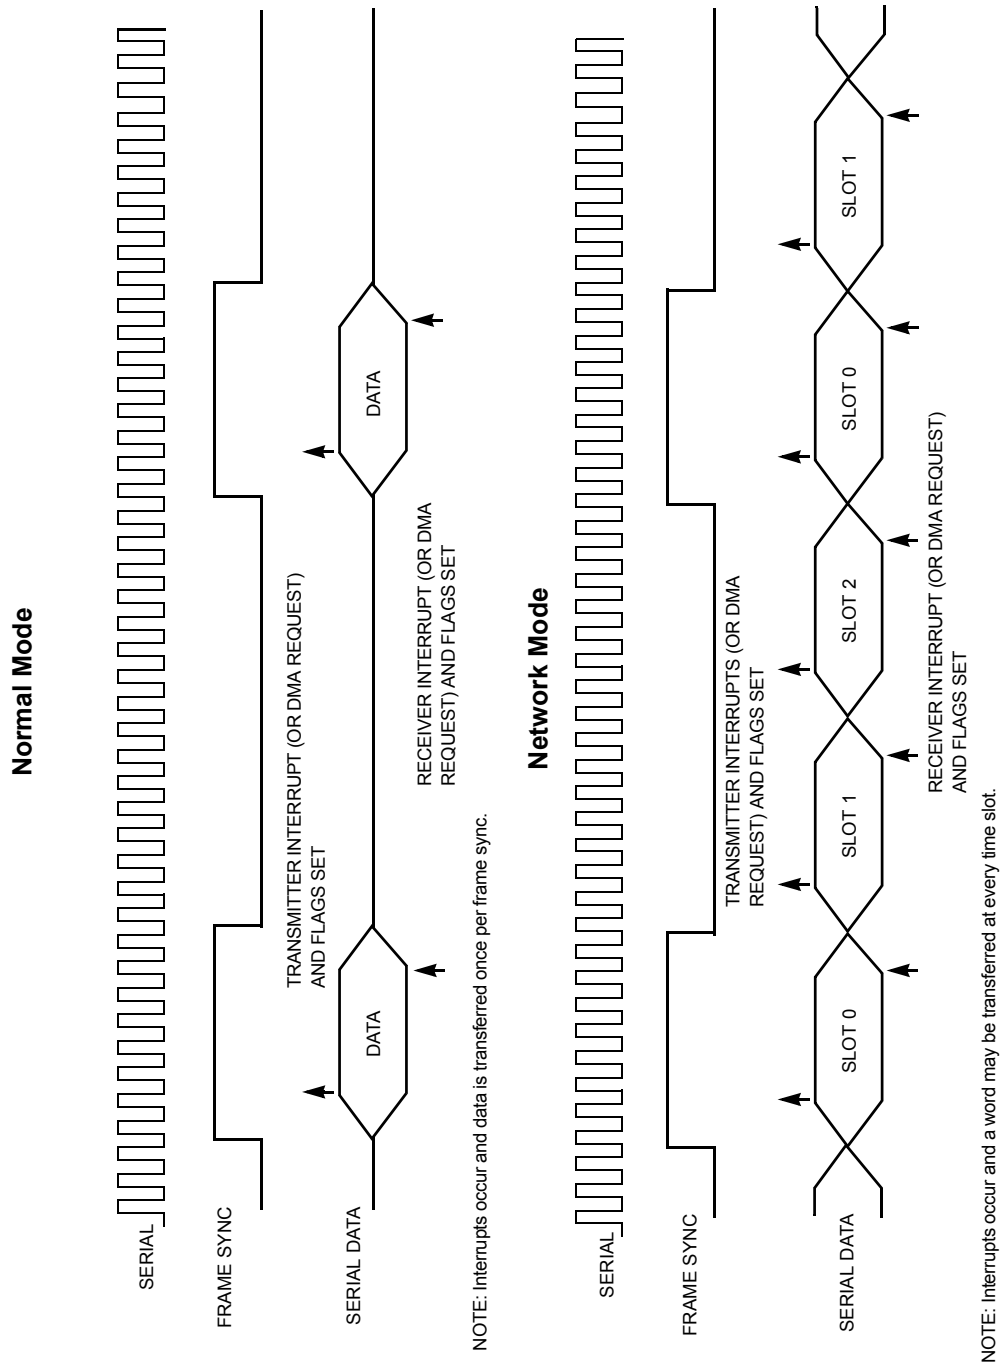 Normal Mode
SERIAL
FRAME SYNC
TRANSMITTER INTERRUPT (OR DMA REQUEST)
AND FLAGS SET
SERIAL DATA
DATA
DATA
RECEIVER INTERRUPT (OR DMA
REQUEST) AND FLAGS SET
NOTE: Interrupts occur and data is transferred once per frame sync.
Network Mode
SERIAL
FRAME SYNC
TRANSMITTER INTERRUPTS (OR DMA
REQUEST) AND FLAGS SET
SERIAL DATA
SLOT 0
SLOT 1
SLOT 2
SLOT 0
SLOT 1
RECEIVER INTERRUPT (OR DMA REQUEST)
AND FLAGS SET
NOTE: Interrupts occur and a word may be transferred at every time slot.